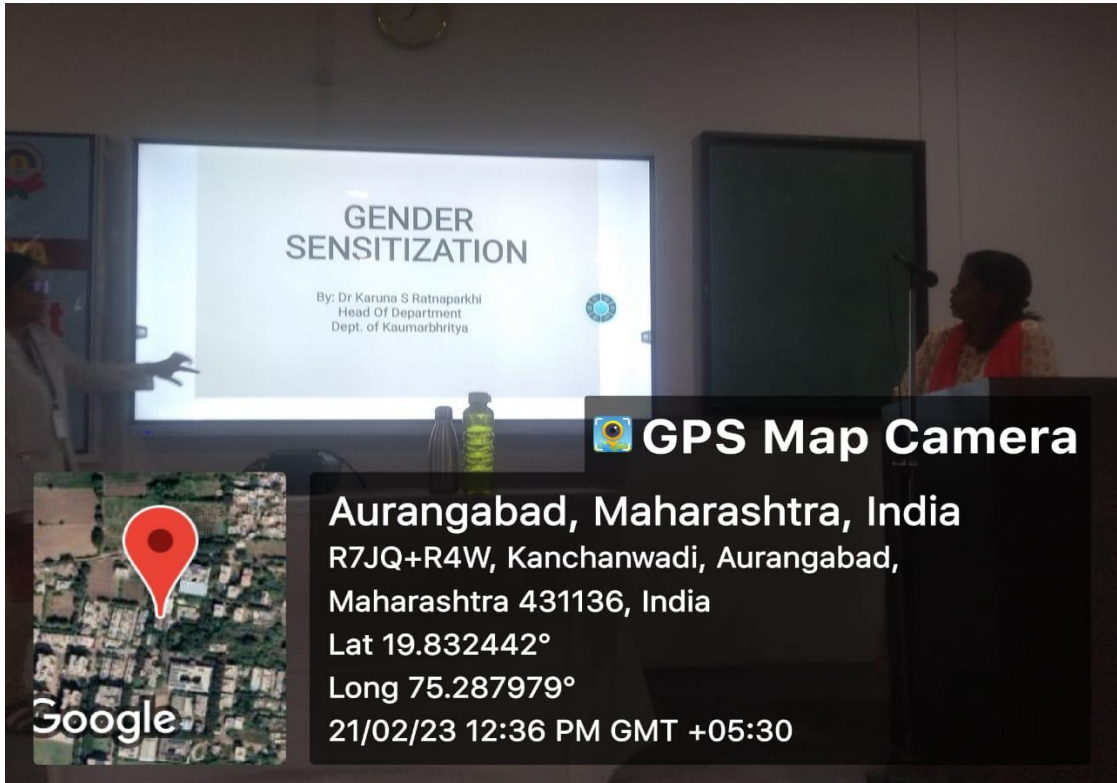 GENDER
SENSITIZATION
By: Dr Karuna S Ratnaparkhi
Head Of Department
Dept. of Kaumarbhritya
GPS Map Camera
Aurangabad, Maharashtra, India
R7JQ+R4W, Kanchanwadi, Aurangabad,
Maharashtra 431136, India
Lat 19.832442°
Long 75.287979°
21/02/23 12:36 PM GMT +05:30
Google